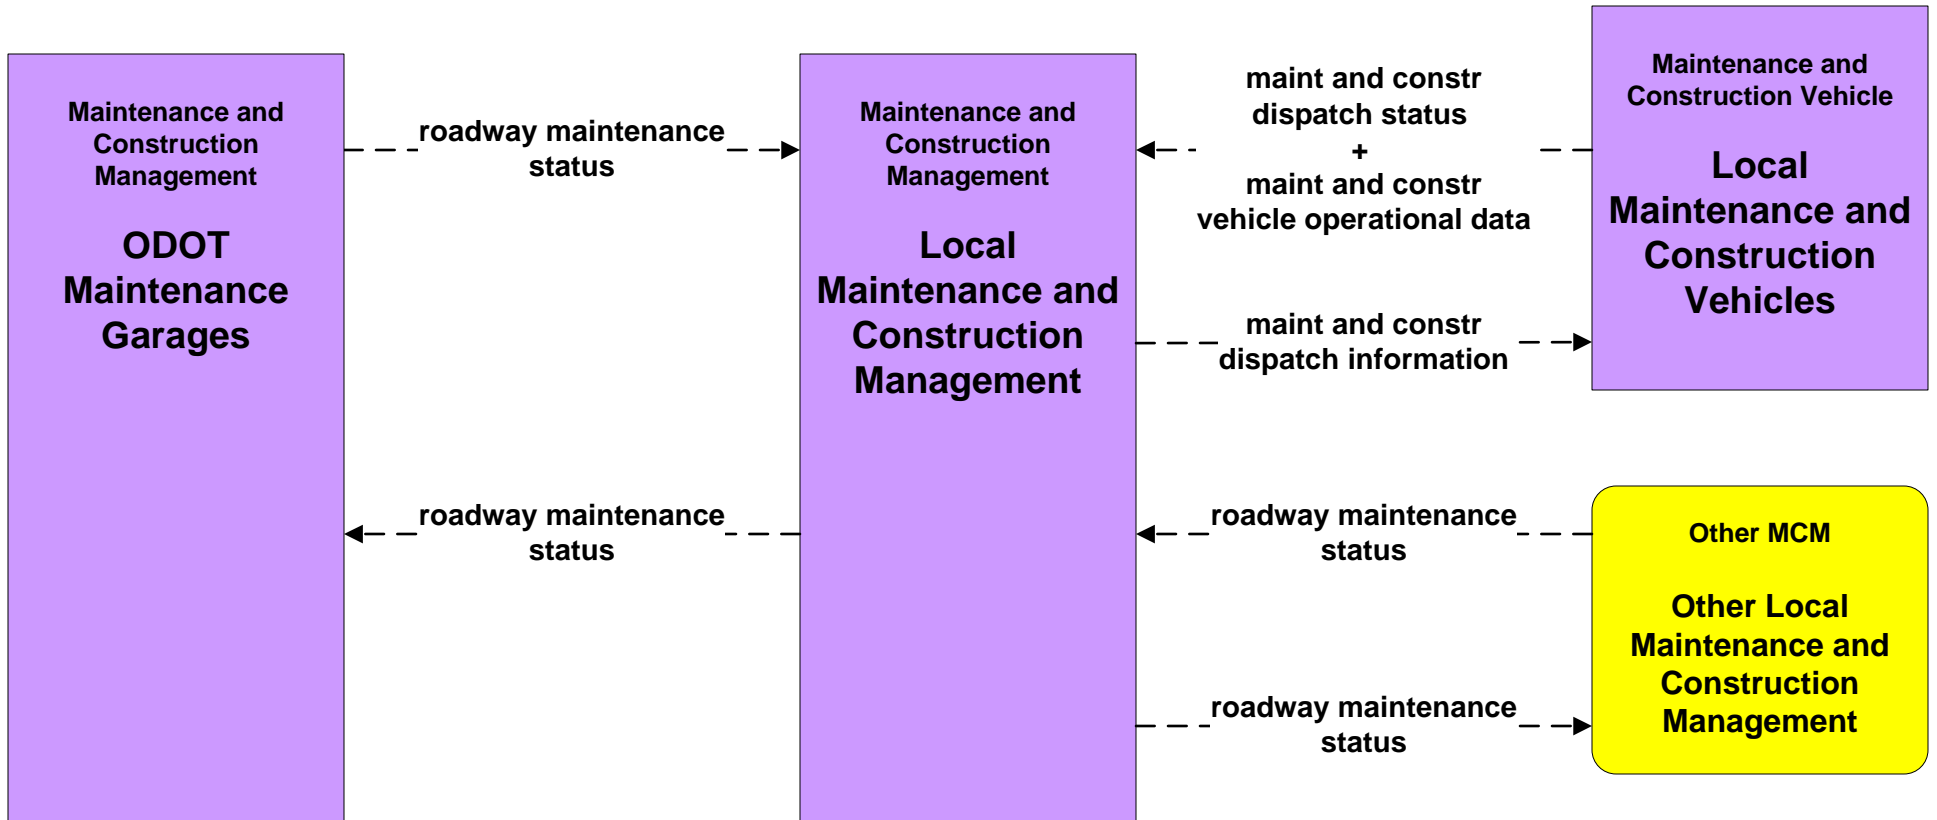 Maintenance and
Construction
Management
ODOT
Maintenance
Garages
roadway maintenance
status
roadway maintenance
status
Maintenance and
Construction
Management
Local
Maintenance and
Construction
Management
maint and constr
dispatch status
+
maint and constr
vehicle operational data
maint and constr
dispatch information
roadway maintenance
status
roadway maintenance
status
Maintenance and
Construction Vehicle
Local
Maintenance and
Construction
Vehicles
Other MCM
Other Local
Maintenance and
Construction
Management